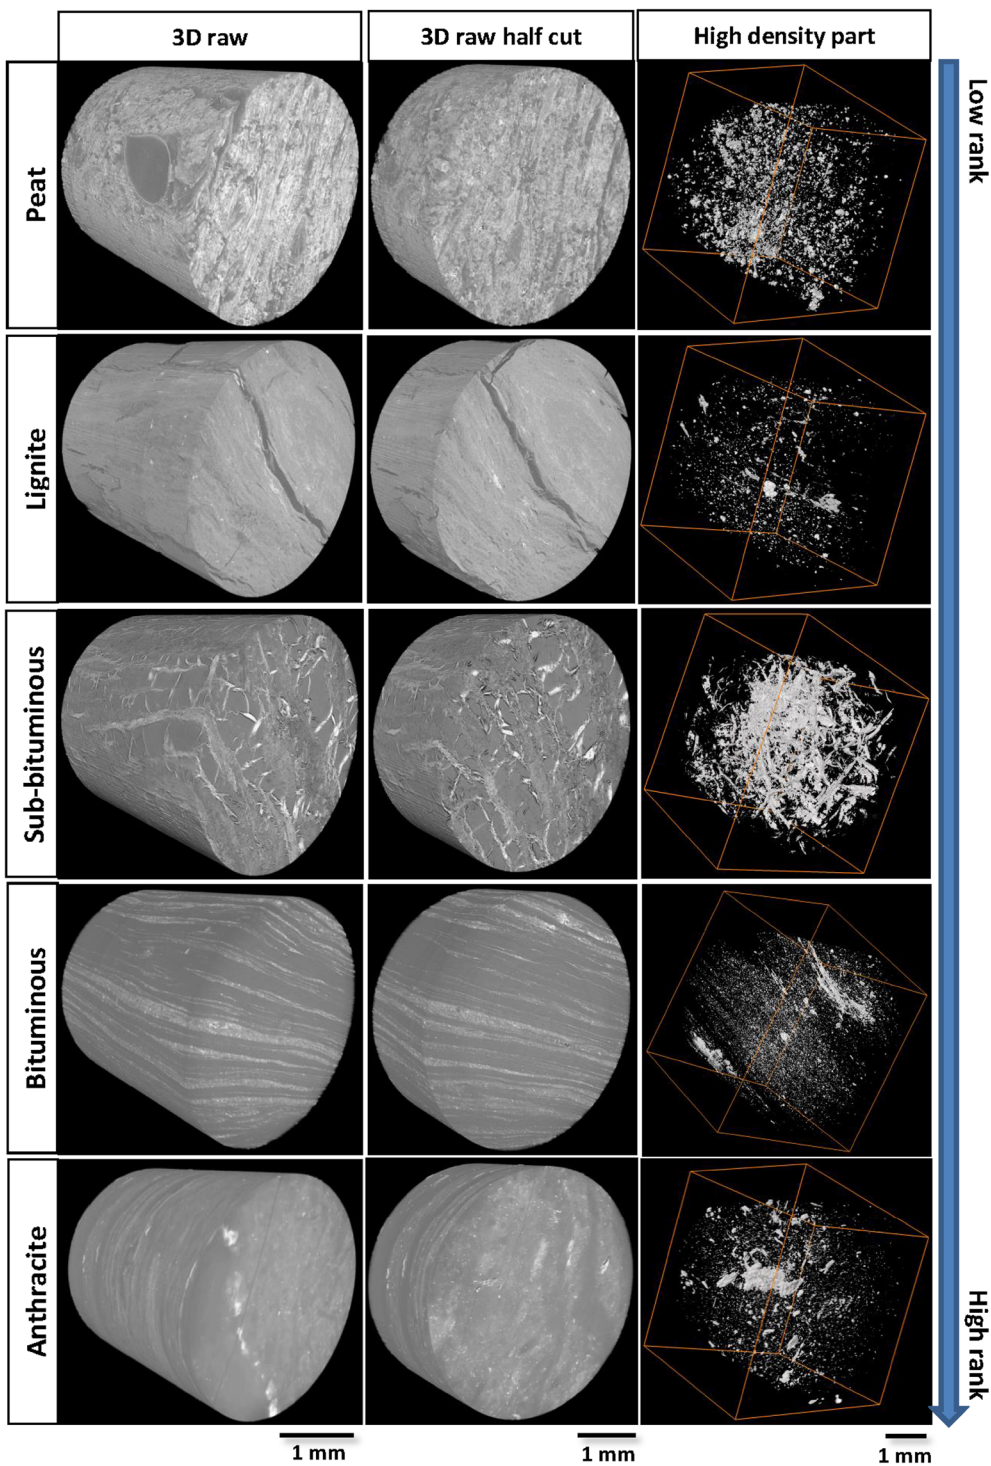 3D raw
3D raw half cut
High density part
Low rank
Peat
Lignite
Sub-bituminous
Bituminous
Anthracite
High rank
1 mm
1 mm
1 mm